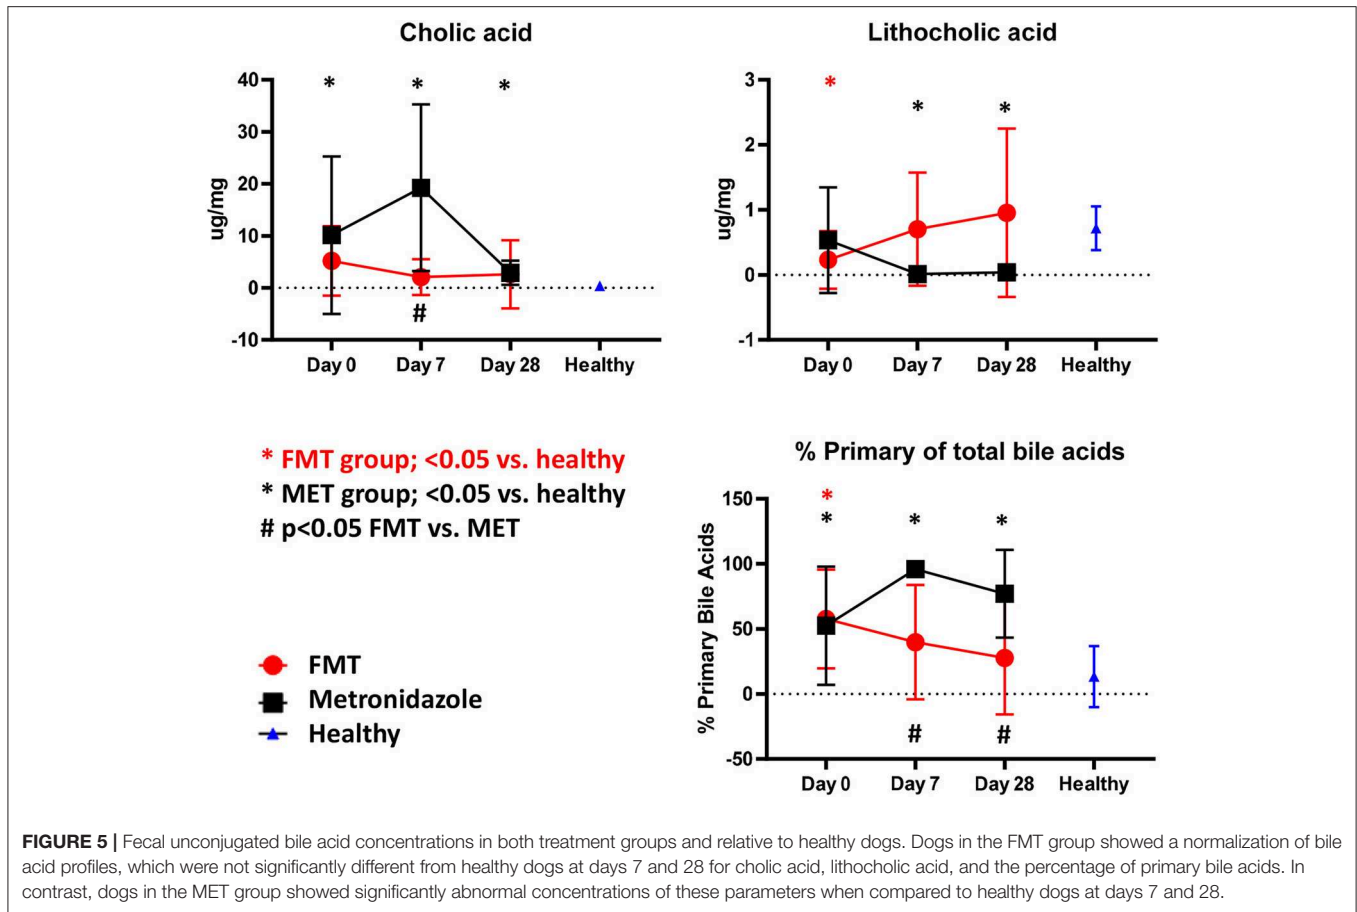 Cholic acid
40
30
20
10
0
-10
ug/mg
* * *
#
Day 0 Day 7 Day 28 Healthy
Lithocholic acid
3
2
1
0
-1
ug/mg
* * *
Day 0 Day 7 Day 28 Healthy
* FMT group; <0.05 vs. healthy
* MET group; <0.05 vs. healthy
# p<0.05 FMT vs. MET
FMT
Metronidazole
Healthy
% Primary of total bile acids
150
100
50
0
-50
% Primary Bile Acids
*
* * *
# #
Day 0 Day 7 Day 28 Healthy
FIGURE 5 | Fecal unconjugated bile acid concentrations in both treatment groups and relative to healthy dogs. Dogs in the FMT group showed a normalization of bile
acid profiles, which were not significantly different from healthy dogs at days 7 and 28 for cholic acid, lithocholic acid, and the percentage of primary bile acids. In
contrast, dogs in the MET group showed significantly abnormal concentrations of these parameters when compared to healthy dogs at days 7 and 28.